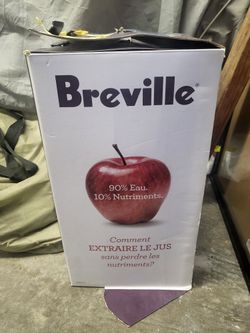 Breville
90% Eau.
10% Nutriments.
Comment
EXTRAIRE LE JUS
sans perdre les
nutriments?